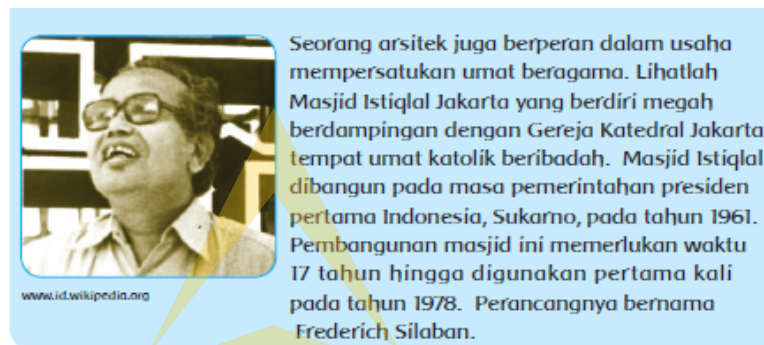 Seorang arsitek juga berperan dalam usaha
mempersatukan umat beragama. Lihatlah
Masjid Istiqlal Jakarta yang berdiri megah
berdampingan dengan Gereja Katedral Jakarta
tempat umat katolik beribadah. Masjid Istiqlal
dibangun pada masa pemerintahan presiden
pertama Indonesia, Sukarno, pada tahun 1961.
Pembangunan masjid ini memerlukan waktu
17 tahun hingga digunakan pertama kali
pada tahun 1978. Perancangnya bernama
Frederich Silaban.
www.id.wikipedia.org